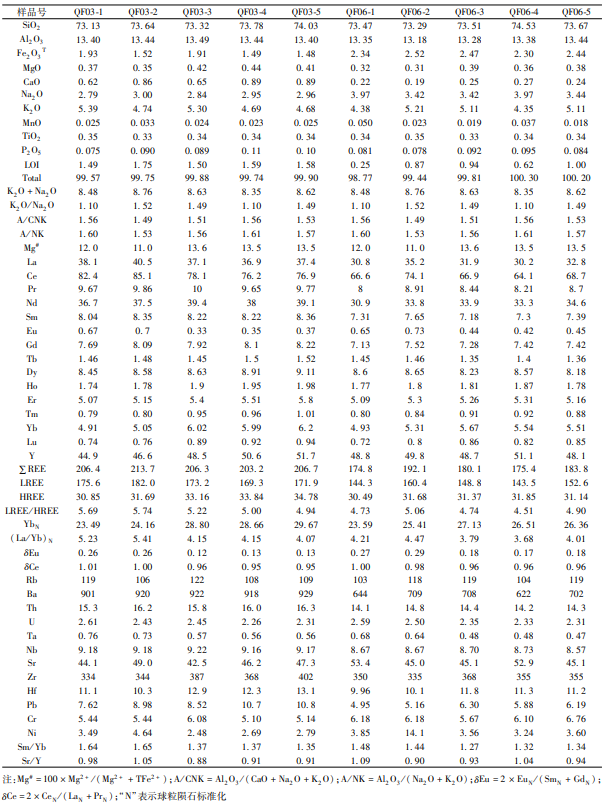 样品号 QF03-1 QF03-2 QF03-3 QF03-4 QF03-5 QF06-1 QF06-2 QF06-3 QF06-4 QF06-5
SiO₂ 73.13 73.64 73.32 73.78 74.03 73.47 73.29 73.51 74.53 73.67
Al₂O₃ 13.40 13.44 13.49 13.44 13.40 13.35 13.18 13.28 13.38 13.44
Fe₂O₃ᵀ 1.93 1.52 1.91 1.49 1.48 2.34 2.52 2.47 2.30 2.44
MgO 0.37 0.35 0.42 0.44 0.41 0.32 0.31 0.39 0.36 0.38
CaO 0.62 0.86 0.65 0.89 0.89 0.22 0.19 0.25 0.27 0.24
Na₂O 2.79 3.00 2.84 2.95 2.96 3.97 3.42 3.42 3.97 3.44
K₂O 5.39 4.74 5.30 4.69 4.68 4.38 5.21 5.11 4.35 5.11
MnO 0.025 0.033 0.024 0.023 0.025 0.050 0.023 0.019 0.037 0.018
TiO₂ 0.35 0.33 0.34 0.34 0.34 0.34 0.35 0.33 0.34 0.34
P₂O₅ 0.075 0.090 0.089 0.11 0.10 0.081 0.078 0.092 0.095 0.084
LOI 1.49 1.75 1.50 1.59 1.58 0.25 0.87 0.94 0.62 1.00
Total 99.57 99.75 99.88 99.74 99.90 98.77 99.44 99.81 100.30 100.20
K₂O+Na₂O 8.48 8.76 8.63 8.35 8.62 8.48 8.76 8.63 8.35 8.62
K₂O/Na₂O 1.10 1.52 1.49 1.10 1.49 1.10 1.52 1.49 1.10 1.49
A/CNK 1.56 1.49 1.51 1.56 1.53 1.56 1.49 1.51 1.56 1.53
A/NK 1.60 1.53 1.56 1.61 1.57 1.60 1.53 1.56 1.61 1.57
Mg# 12.0 11.0 13.6 13.5 13.5 12.0 11.0 13.6 13.5 13.5
La 38.1 40.5 37.1 36.9 37.4 30.8 35.2 31.9 30.2 32.8
Ce 82.4 85.1 78.1 76.2 76.9 66.6 74.1 66.9 64.1 68.7
Pr 9.67 9.86 10 9.65 9.77 8 8.91 8.44 8.21 8.7
Nd 36.7 37.5 39.4 38 39.1 30.9 33.8 33.9 33.3 34.6
Sm 8.04 8.35 8.22 8.22 8.36 7.31 7.65 7.18 7.3 7.39
Eu 0.67 0.7 0.33 0.35 0.37 0.65 0.73 0.44 0.42 0.45
Gd 7.69 8.09 7.92 8.1 8.22 7.13 7.52 7.28 7.42 7.42
Tb 1.46 1.48 1.45 1.5 1.52 1.45 1.46 1.35 1.4 1.36
Dy 8.45 8.58 8.63 8.91 9.11 8.6 8.65 8.23 8.57 8.18
Ho 1.74 1.78 1.9 1.95 1.98 1.77 1.8 1.81 1.87 1.78
Er 5.07 5.15 5.4 5.51 5.8 5.09 5.3 5.26 5.31 5.16
Tm 0.79 0.80 0.95 0.96 1.01 0.80 0.84 0.91 0.92 0.88
Yb 4.91 5.05 6.02 5.99 6.2 4.93 5.31 5.67 5.54 5.51
Lu 0.74 0.76 0.89 0.92 0.94 0.72 0.8 0.86 0.82 0.85
Y 44.9 46.6 48.5 50.6 51.7 48.8 49.8 48.7 51.1 48.1
∑REE 206.4 213.7 206.3 203.2 206.7 174.8 192.1 180.1 175.4 183.8
LREE 175.6 182.0 173.2 169.3 171.9 144.3 160.4 148.8 143.5 152.6
HREE 30.85 31.69 33.16 33.84 34.78 30.49 31.68 31.37 31.85 31.14
LREE/HREE 5.69 5.74 5.22 5.00 4.94 4.73 5.06 4.74 4.51 4.90
Yb_N 23.49 24.16 28.80 28.66 29.67 23.59 25.41 27.13 26.51 26.36
(La/Yb)_N 5.23 5.41 4.15 4.15 4.07 4.21 4.47 3.79 3.68 4.01
δEu 0.26 0.26 0.12 0.13 0.13 0.27 0.29 0.18 0.17 0.18
δCe 1.01 1.00 0.96 0.95 0.95 1.00 0.98 0.96 0.96 0.96
Rb 119 106 122 108 109 103 118 119 104 119
Ba 901 920 922 918 929 644 709 708 622 702
Th 15.3 16.2 15.8 16.0 16.3 14.1 14.8 14.4 14.2 14.3
U 2.61 2.43 2.45 2.26 2.31 2.59 2.50 2.35 2.33 2.31
Ta 0.76 0.73 0.57 0.56 0.56 0.68 0.64 0.48 0.48 0.47
Nb 9.18 9.18 9.22 9.16 9.17 8.67 8.67 8.70 8.73 8.57
Sr 44.1 49.0 42.5 46.2 47.3 53.4 45.0 45.1 52.9 45.1
Zr 334 344 387 368 402 350 335 368 355 355
Hf 11.1 10.3 12.9 12.3 13.1 9.96 10.1 11.8 11.3 11.2
Pb 7.62 8.98 8.52 10.7 10.8 4.95 5.16 6.30 5.88 6.19
Cr 5.44 5.44 6.08 5.10 5.14 6.18 6.18 5.67 6.10 6.76
Ni 3.49 4.64 2.48 2.69 2.79 3.85 14.1 3.56 3.24 3.60
Sm/Yb 1.64 1.65 1.37 1.37 1.35 1.48 1.44 1.27 1.32 1.34
Sr/Y 0.98 1.05 0.88 0.91 0.91 1.09 0.90 0.93 1.04 0.94
注:Mg#=100×Mg²⁺/(Mg²⁺+TFe²⁺);A/CNK=Al₂O₃/(CaO+Na₂O+K₂O);A/NK=Al₂O₃/(Na₂O+K₂O);δEu=2×Eu_N/(Sm_N+Gd_N);
δCe=2×Ce_N/(La_N+Pr_N);“N”表示球粒陨石标准化